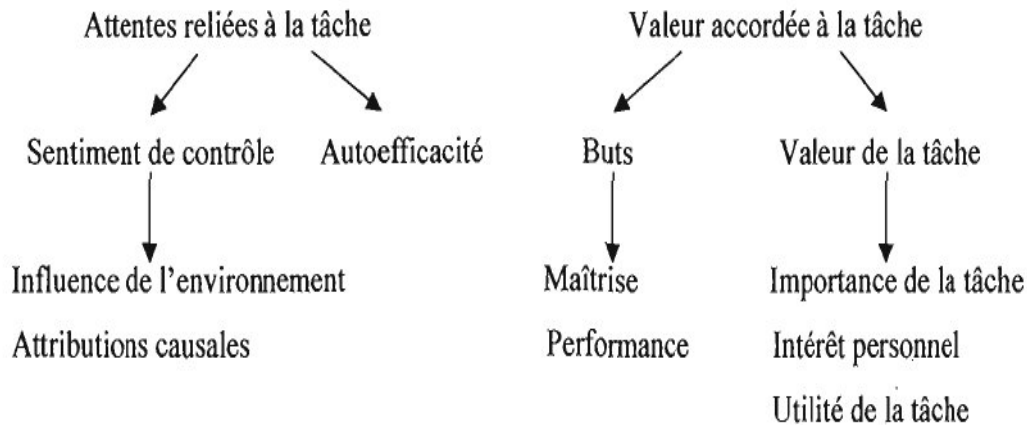 Attentes reliées à la tâche
Valeur accordée à la tâche
Sentiment de contrôle
Autoefficacité
Buts
Valeur de la tâche
Influence de l'environnement
Maîtrise
Importance de la tâche
Attributions causales
Performance
Intérêt personnel
Utilité de la tâche